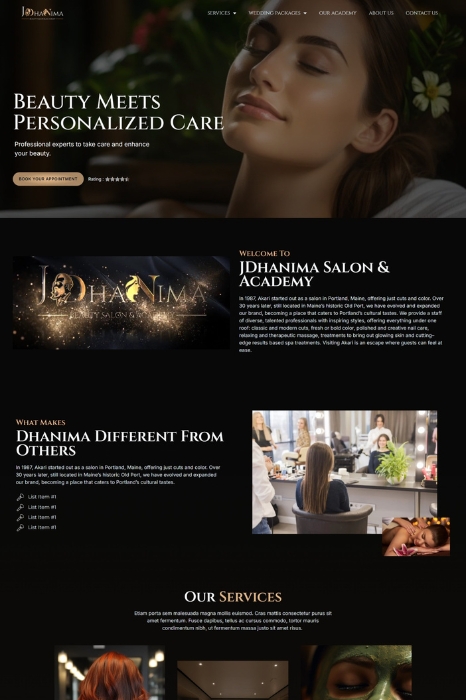 JDhaNima
SERVICES
WEDDING PACKAGES
OUR ACADEMY
ABOUT US
CONTACT US
BEAUTY MEETS
PERSONALIZED CARE
Professional experts to take care and enhance
your beauty.
BOOK YOUR APPOINTMENT
Rating:
WELCOME TO
JDHANIMA SALON &
ACADEMY
In 1987, Akari started out as a salon in Portland, Maine, offering just cuts and color. Over
30 years later, still located in Maine's historic Old Port, we have evolved and expanded
our brand, becoming a place that caters to Portland's cultural tastes. We provide a staff
of diverse, talented professionals with inspiring styles, offering everything under one
roof: classic and modern cuts, fresh or bold color, polished and creative nail care,
relaxing and therapeutic massage, treatments to bring out glowing skin and cutting-
edge results based spa treatments. Visiting Akari is an escape where guests can feel at
ease.
JDhaNima
BEAUTY SALON &
WHAT MAKES
DHANIMA DIFFERENT FROM
OTHERS
In 1987, Akari started out as a salon in Portland, Maine, offering just cuts and color. Over
30 years later, still located in Maine's historic Old Port, we have evolved and expanded
our brand, becoming a place that caters to Portland's cultural tastes.
List Item #1
List Item #1
List Item #1
List Item #1
OUR SERVICES
Etiam porta sem malesuada magna mollis euismod. Cras mattis consectetur purus sit
amet fermentum. Fusce dapibus, tellus ac cursus commodo, tortor mauris
condimentum nibh, ut fermentum massa justo sit amet risus.